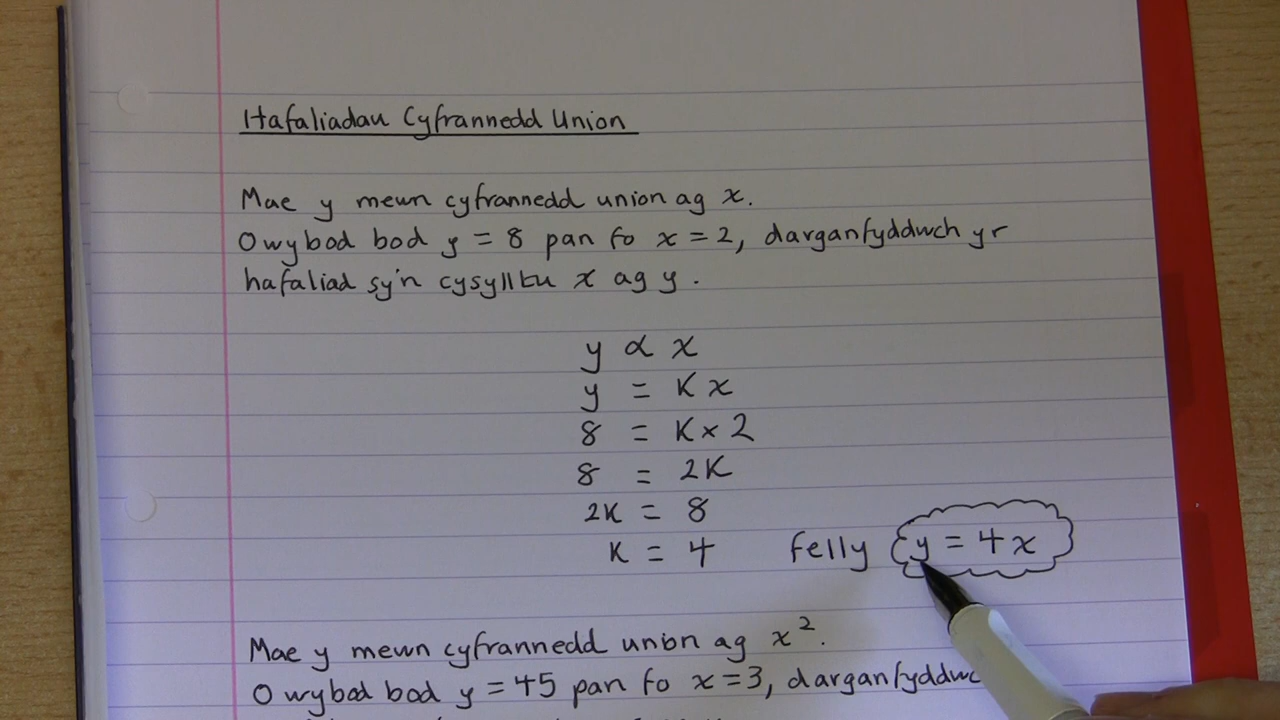 Hafaliadau Cyfrannedd Union
Mae y mewn cyfrannedd union ag x.
O wybod bod y = 8 pan fo x = 2, darganfyddwch yr
hafaliad sy'n cysylltu x ag y.
y ∝ x
y = Kx
8 = K × 2
8 = 2K
2K = 8
K = 4 felly y = 4x
Mae y mewn cyfrannedd union ag x².
O wybod bod y = 45 pan fo x = 3,